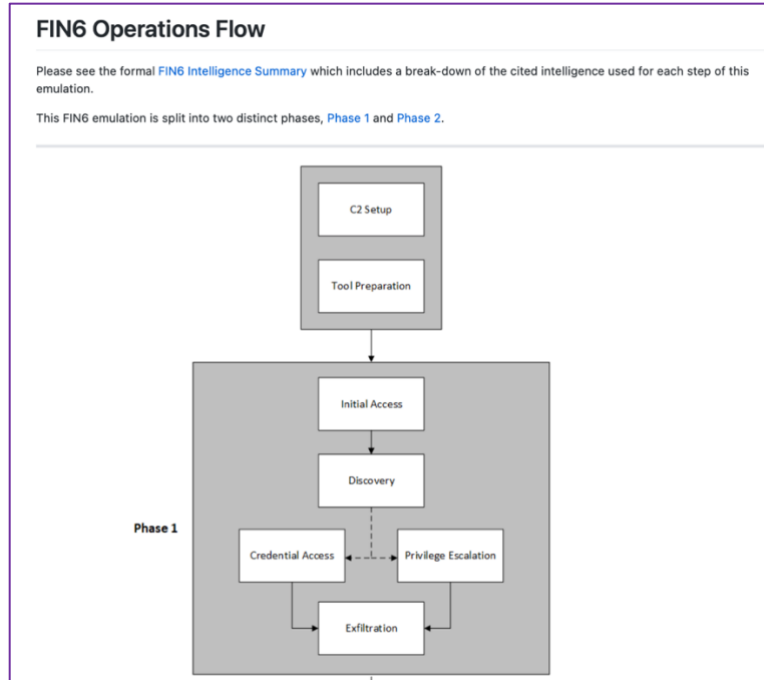 FIN6 Operations Flow
Please see the formal FIN6 Intelligence Summary which includes a break-down of the cited intelligence used for each step of this
emulation.
This FIN6 emulation is split into two distinct phases, Phase 1 and Phase 2.
C2 Setup
Tool Preparation
Initial Access
Discovery
Phase 1
Credential Access
Privilege Escalation
Exfiltration